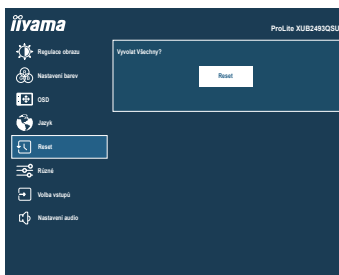 iiyama
ProLite XUB2493QSU
Regulace obrazu
Vyvolat Všechny?
Nastavení barev
Reset
OSD
Jazyk
Reset
Různé
Volba vstupů
Nastavení audio